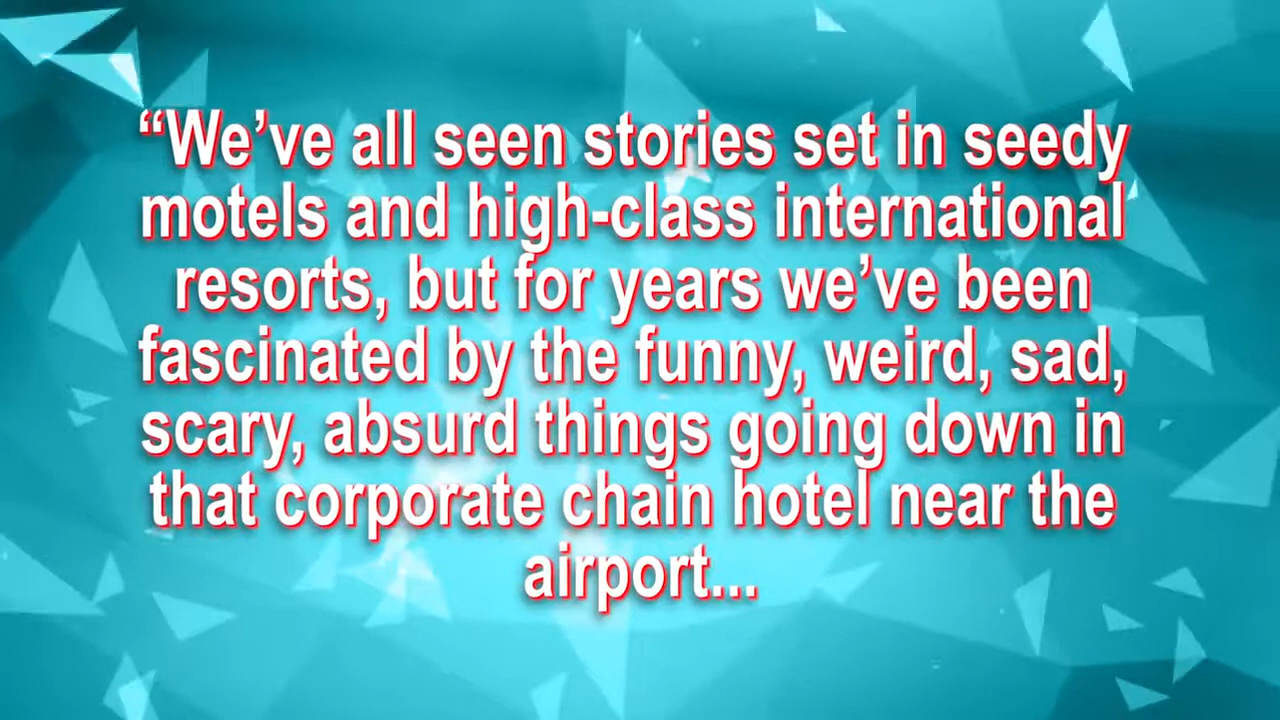 “We’ve all seen stories set in seedy
motels and high-class international
resorts, but for years we’ve been
fascinated by the funny, weird, sad,
scary, absurd things going down in
that corporate chain hotel near the
airport...